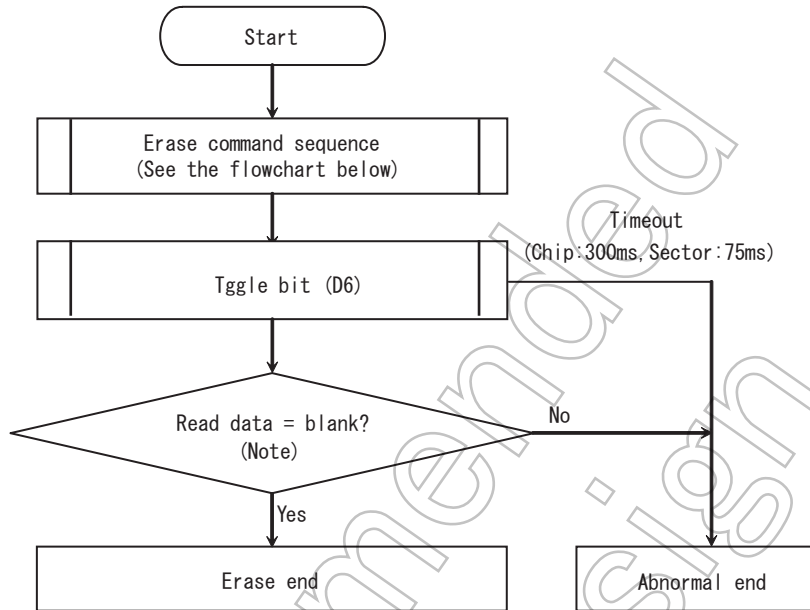 Start
Erase command sequence
(See the flowchart below)
Timeout
(Chip:300ms,Sector:75ms)
Tggle bit (D6)
Read data = blank?
(Note)
No
Yes
Erase end
Abnormal end